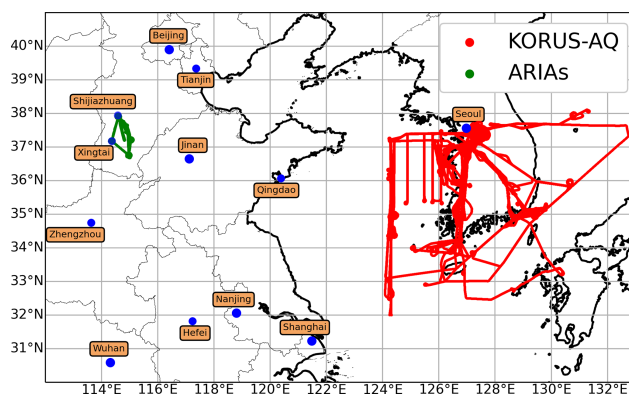 KORUS-AQ
ARIAs
Beijing
Tianjin
Shijiazhuang
Xingtai
Jinan
Qingdao
Zhengzhou
Seoul
Nanjing
Hefei
Shanghai
Wuhan
40°N
39°N
38°N
37°N
36°N
35°N
34°N
33°N
32°N
31°N
114°E 116°E 118°E 120°E 122°E 124°E 126°E 128°E 130°E 132°E